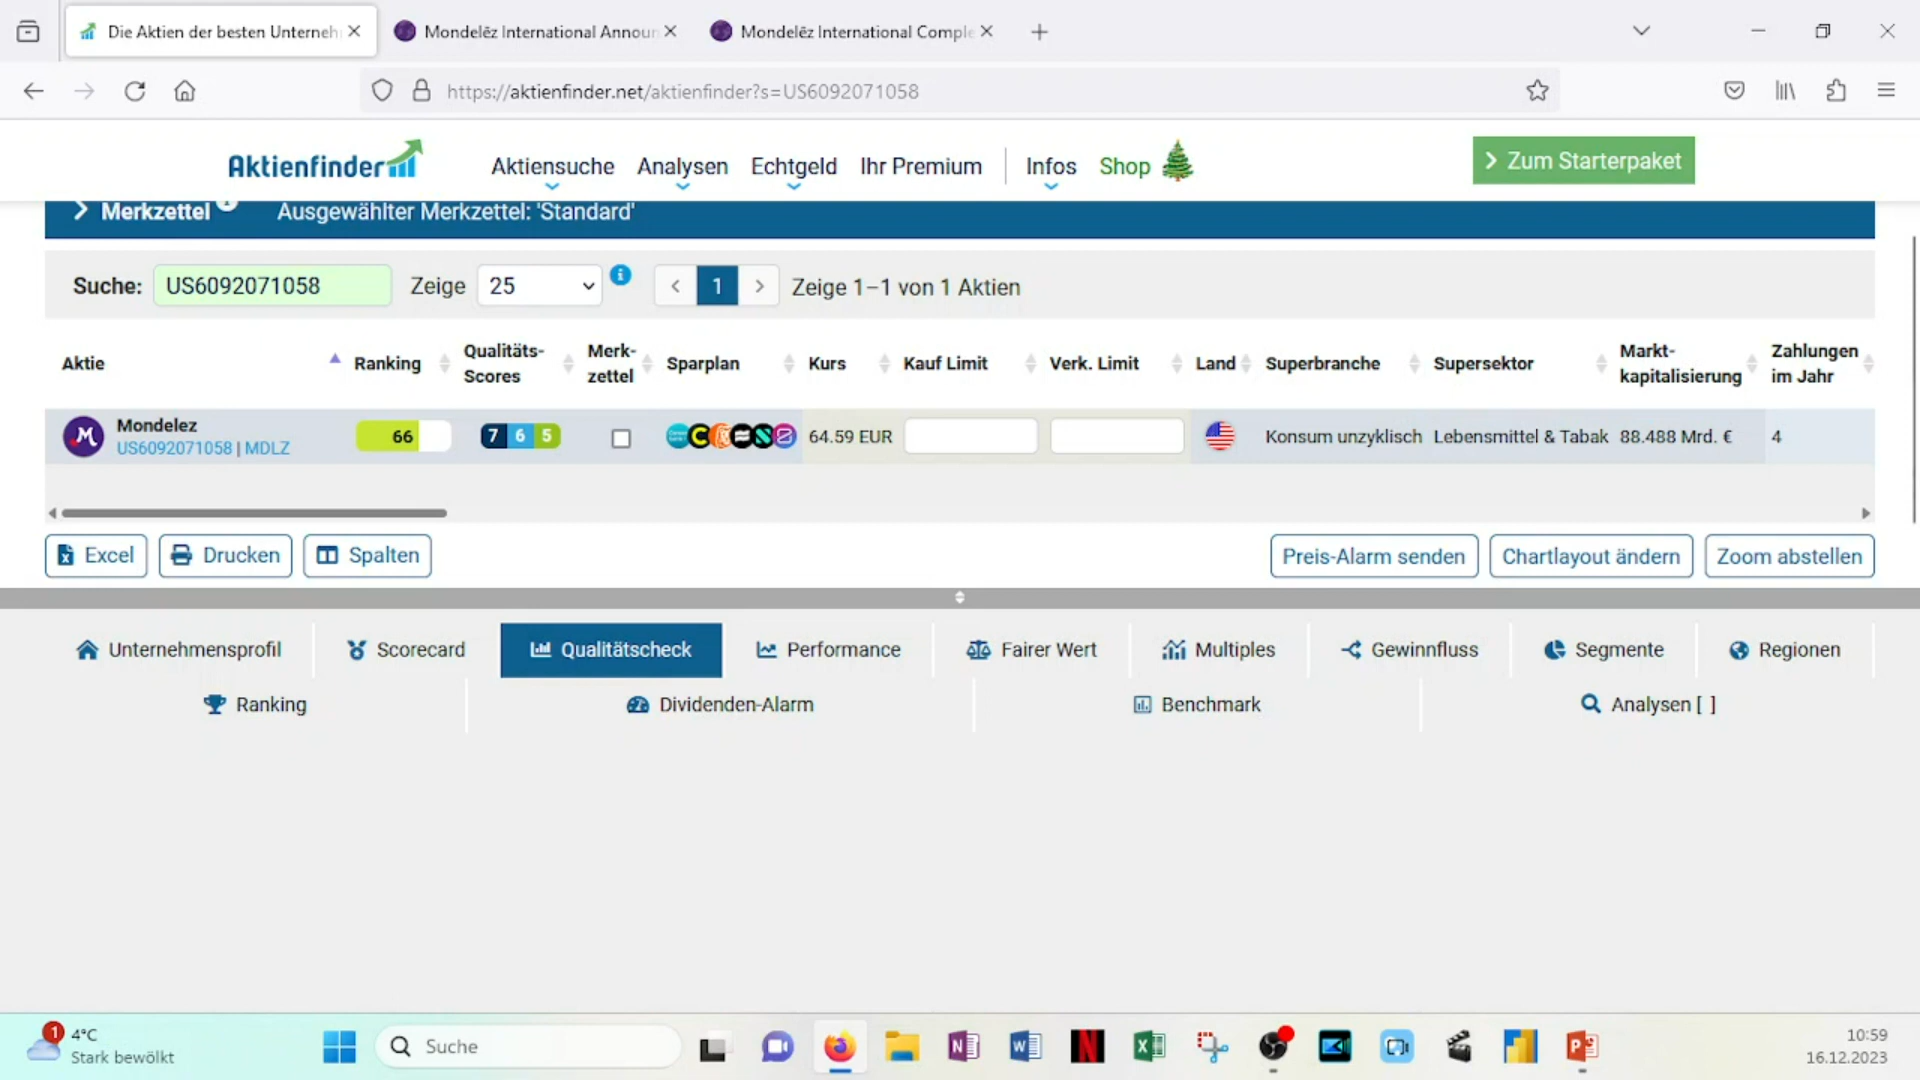 Die Aktien der besten Unterneh
Mondelēz International Announ
Mondelēz International Comple
https://aktienfinder.net/aktienfinder?s=US6092071058
Aktienfinder
Aktiensuche
Analysen
Echtgeld
Ihr Premium
Infos
Shop
Zum Starterpaket
Merkzettel
Ausgewählter Merkzettel: 'Standard'
Suche: US6092071058
Zeige 25
1
Zeige 1–1 von 1 Aktien
Aktie
Ranking
Qualitäts-
Scores
Merk-
zettel
Sparplan
Kurs
Kauf Limit
Verk. Limit
Land
Superbranche
Supersektor
Markt-
kapitalisierung
Zahlungen
im Jahr
Mondelez
US6092071058 | MDLZ
66
7 6 5
64.59 EUR
Konsum unzyklisch
Lebensmittel & Tabak
88.488 Mrd. €
4
Excel
Drucken
Spalten
Preis-Alarm senden
Chartlayout ändern
Zoom abstellen
Unternehmensprofil
Scorecard
Qualitätscheck
Performance
Fairer Wert
Multiples
Gewinnfluss
Segmente
Regionen
Ranking
Dividenden-Alarm
Benchmark
Analysen [ ]
1
4°C
Stark bewölkt
Suche
10:59
16.12.2023